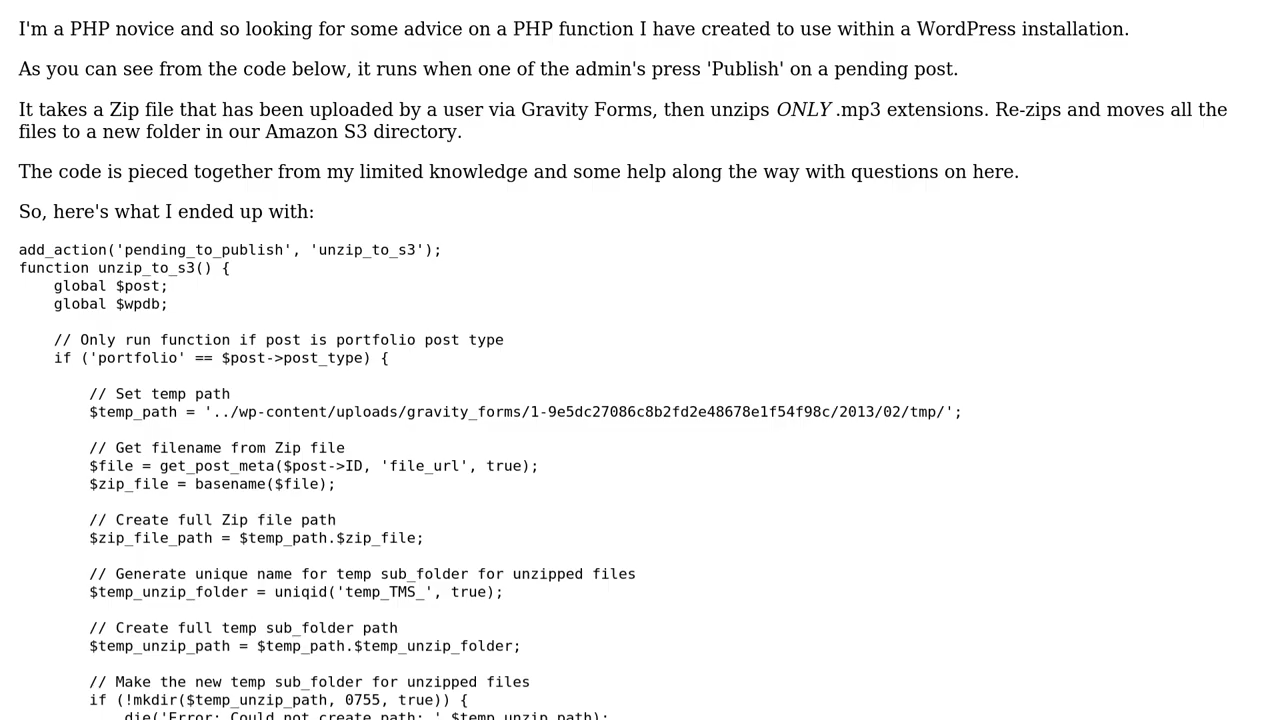 I'm a PHP novice and so looking for some advice on a PHP function I have created to use within a WordPress installation.
As you can see from the code below, it runs when one of the admin's press 'Publish' on a pending post.
It takes a Zip file that has been uploaded by a user via Gravity Forms, then unzips ONLY .mp3 extensions. Re-zips and moves all the
files to a new folder in our Amazon S3 directory.
The code is pieced together from my limited knowledge and some help along the way with questions on here.
So, here's what I ended up with:
add_action('pending_to_publish', 'unzip_to_s3');
function unzip_to_s3() {
    global $post;
    global $wpdb;
    // Only run function if post is portfolio post type
    if ('portfolio' == $post->post_type) {
        // Set temp path
        $temp_path = '../wp-content/uploads/gravity_forms/1-9e5dc27086c8b2fd2e48678e1f54f98c/2013/02/tmp/';
        // Get filename from Zip file
        $file = get_post_meta($post->ID, 'file_url', true);
        $zip_file = basename($file);
        // Create full Zip file path
        $zip_file_path = $temp_path.$zip_file;
        // Generate unique name for temp sub_folder for unzipped files
        $temp_unzip_folder = uniqid('temp_TMS_', true);
        // Create full temp sub_folder path
        $temp_unzip_path = $temp_path.$temp_unzip_folder;
        // Make the new temp sub_folder for unzipped files
        if (!mkdir($temp_unzip_path, 0755, true)) {
            die('Error: Could not create path: '.$temp_unzip_path);